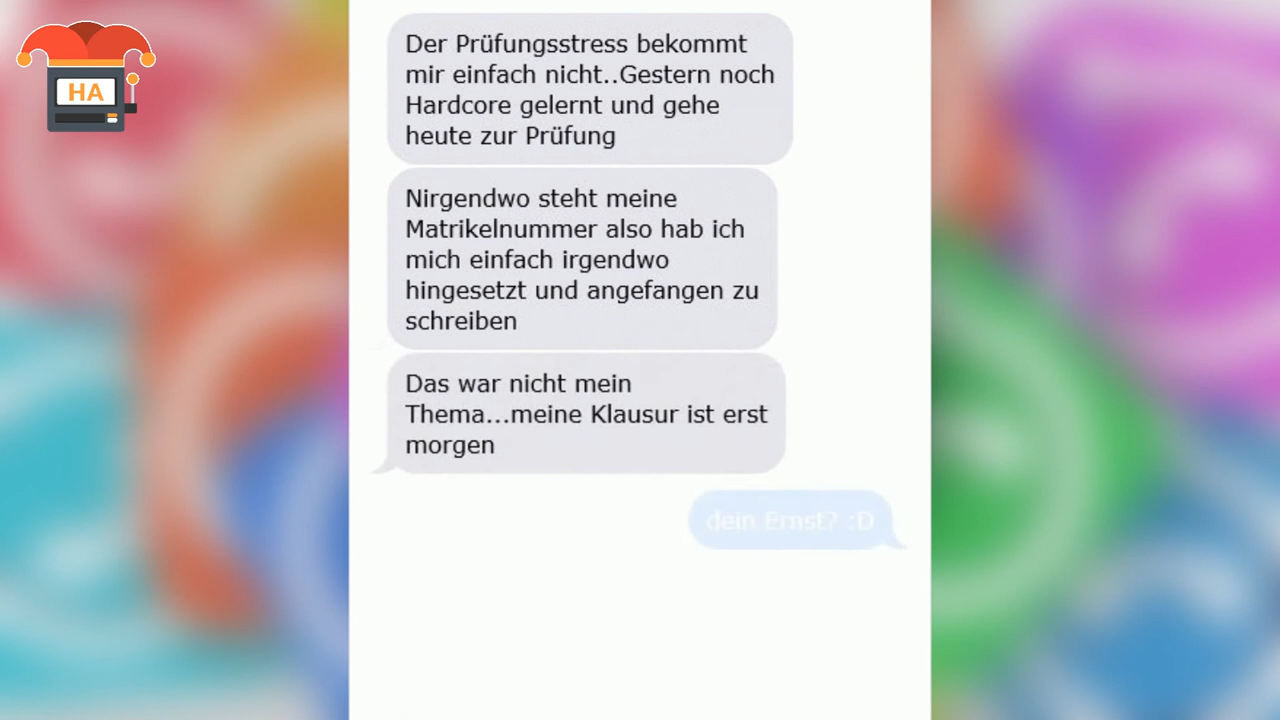 HA
Der Prüfungsstress bekommt
mir einfach nicht..Gestern noch
Hardcore gelernt und gehe
heute zur Prüfung
Nirgendwo steht meine
Matrikelnummer also hab ich
mich einfach irgendwo
hingesetzt und angefangen zu
schreiben
Das war nicht mein
Thema...meine Klausur ist erst
morgen
dein Ernst? :D